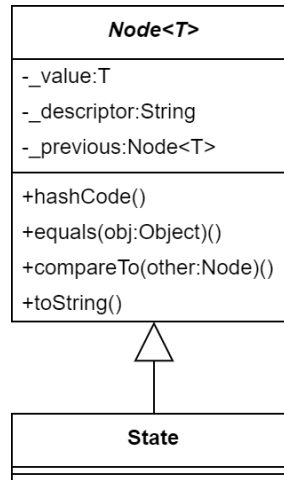 Node<T>
-_value:T
-_descriptor:String
-_previous:Node<T>
+hashCode()
+equals(obj:Object)()
+compareTo(other:Node)()
+toString()
State